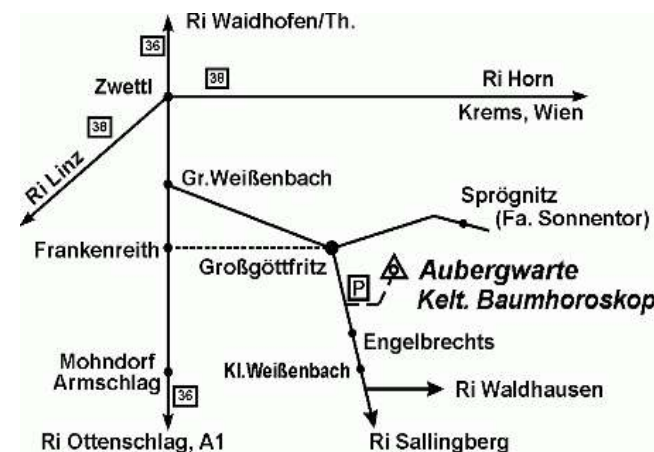 Ri Waidhofen/Th.
36
Zwettl
38
Ri Horn
Krems, Wien
38
Ri Linz
Gr.Weißenbach
Sprögnitz
(Fa. Sonnentor)
Frankenreith
Großgöttfritz
P
Aubergwarte
Kelt. Baumhoroskop
Engelbrechts
Mohndorf
Armschlag
Kl.Weißenbach
36
Ri Waldhausen
Ri Ottenschlag, A1
Ri Sallingberg